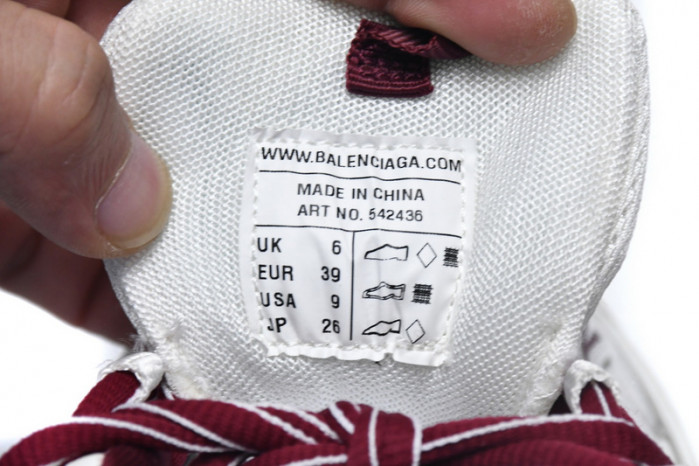 WWW.BALENCIAGA.COM
MADE IN CHINA
ART NO. 542436
UK 6
EUR 39
USA 9
JP 26